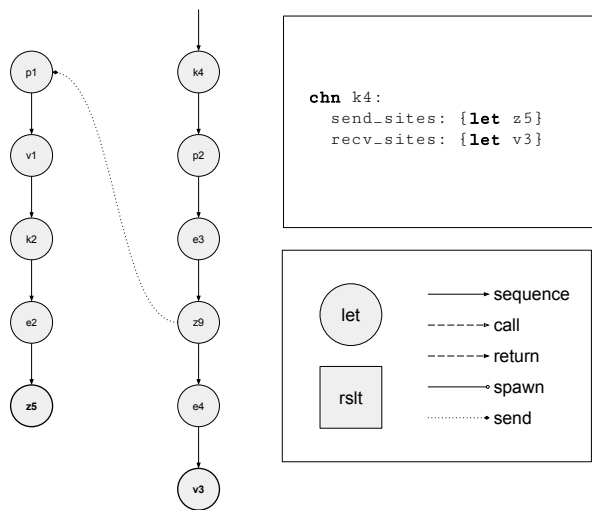 p1
v1
k2
e2
z5
k4
p2
e3
z9
e4
v3
chn k4:
send_sites: {let z5}
recv_sites: {let v3}
let
rslt
sequence
call
return
spawn
send